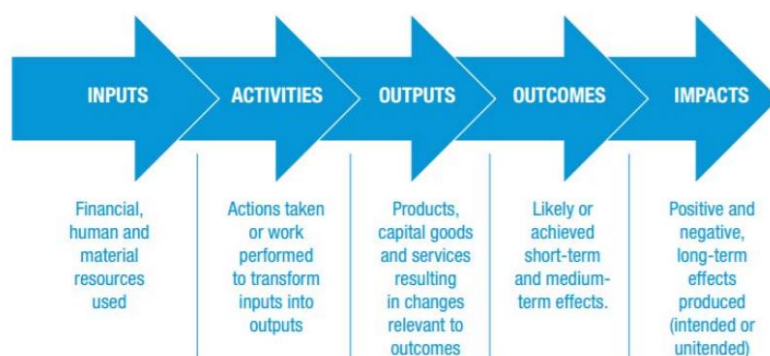 INPUTS
ACTIVITIES
OUTPUTS
OUTCOMES
IMPACTS
Financial,
human and
material
resources
used
Actions taken
or work
performed
to transform
inputs into
outputs
Products,
capital goods
and services
resulting
in changes
relevant to
outcomes
Likely or
achieved
short-term
and medium-
term effects.
Positive and
negative,
long-term
effects
produced
(intended or
unitended)